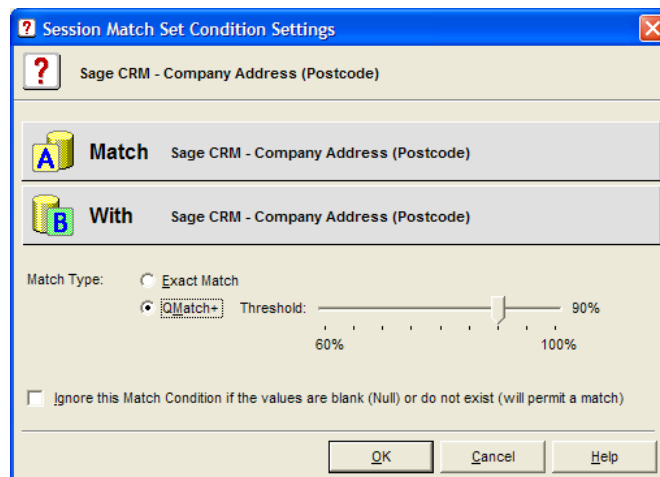 Session Match Set Condition Settings
Sage CRM - Company Address (Postcode)
A Match Sage CRM - Company Address (Postcode)
B With Sage CRM - Company Address (Postcode)
Match Type: Exact Match
QMatch+ Threshold: 90%
60% 100%
Ignore this Match Condition if the values are blank (Null) or do not exist (will permit a match)
OK Cancel Help